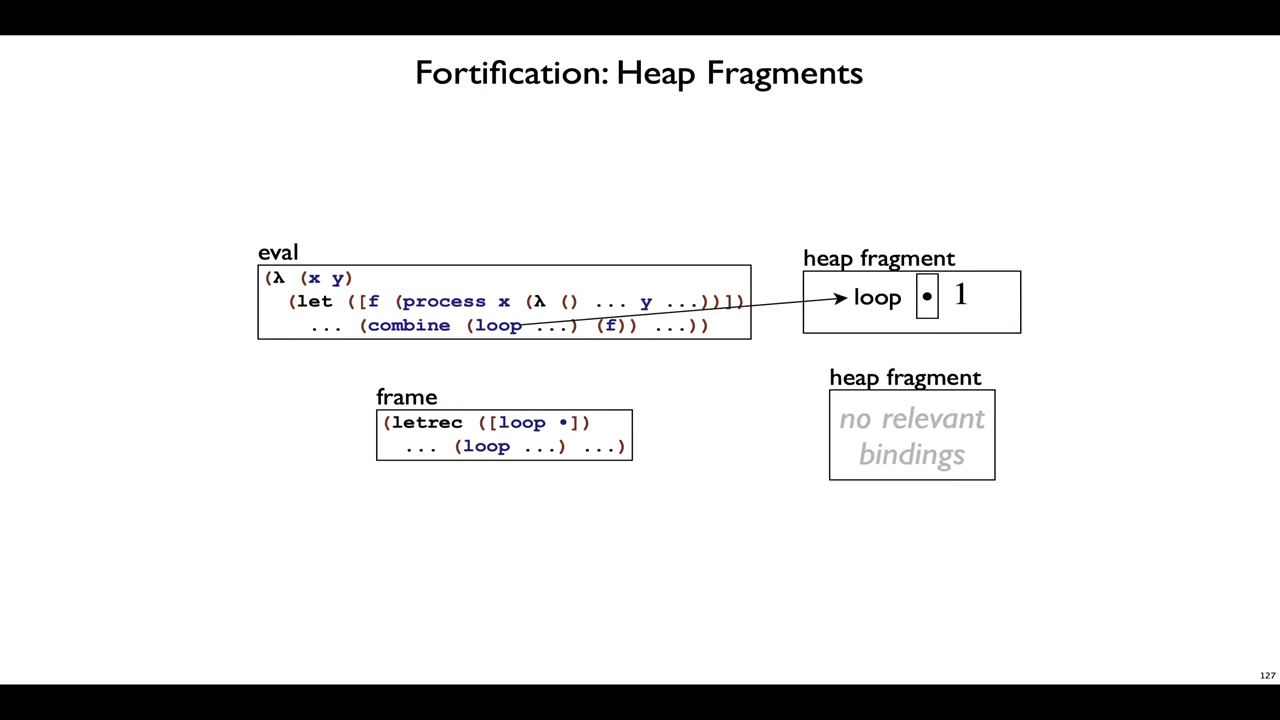 Fortification: Heap Fragments
eval
(λ (x y)
(let ([f (process x (λ () ... y ...))])
... (combine (loop ...) (f)) ...))
heap fragment
loop • 1
frame
(letrec ([loop •])
... (loop ...) ...)
heap fragment
no relevant
bindings
127